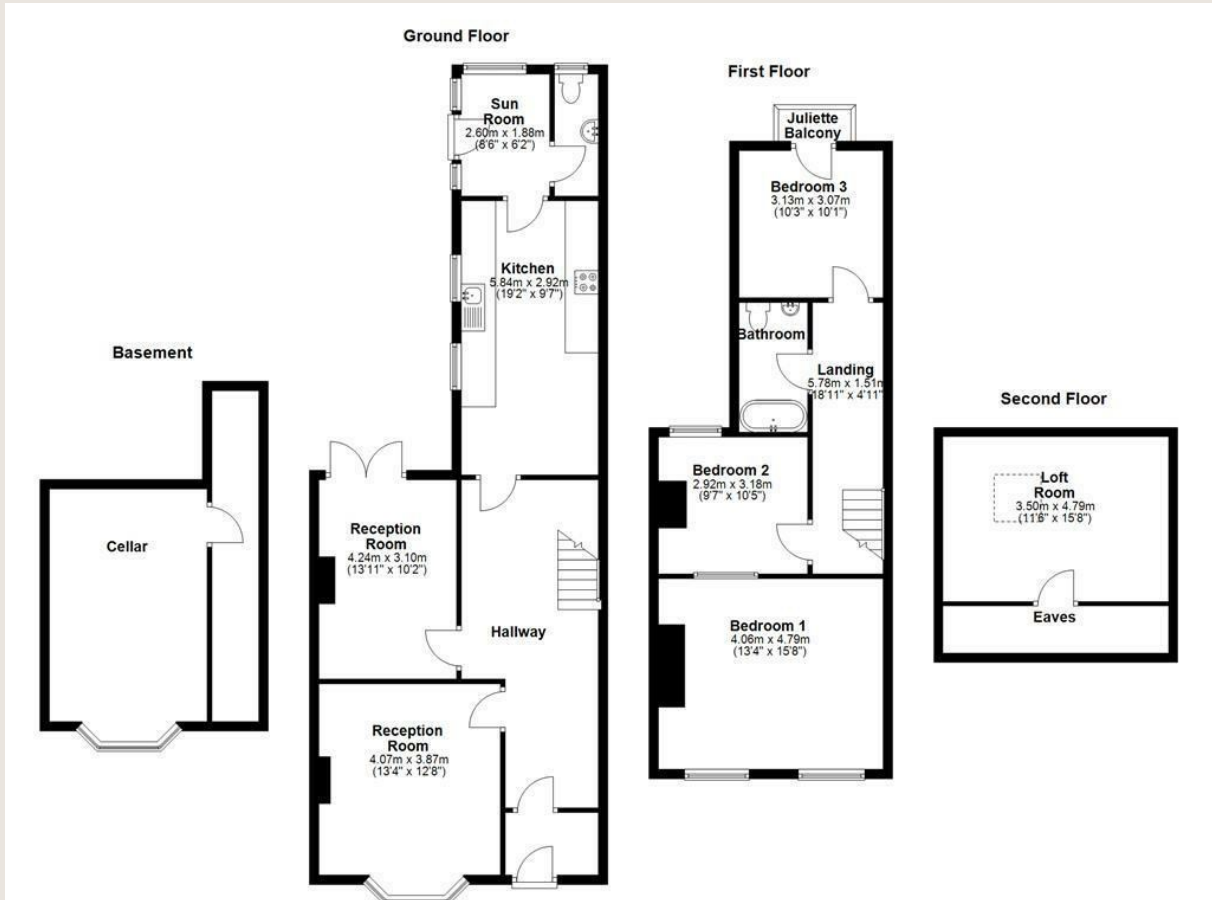 Ground Floor
Sun
Room
2.60m x 1.88m
(8'6" x 6'2")
Kitchen
5.84m x 2.92m
(19'2" x 9'7")
Reception
Room
4.24m x 3.10m
(13'11" x 10'2")
Hallway
Reception
Room
4.07m x 3.87m
(13'4" x 12'8")
Basement
Cellar
First Floor
Juliette
Balcony
Bedroom 3
3.13m x 3.07m
(10'3" x 10'1")
Bathroom
Landing
5.78m x 1.51m
(18'11" x 4'11")
Bedroom 2
2.92m x 3.18m
(9'7" x 10'5")
Bedroom 1
4.06m x 4.79m
(13'4" x 15'8")
Second Floor
Loft
Room
3.50m x 4.79m
(11'6" x 15'8")
Eaves